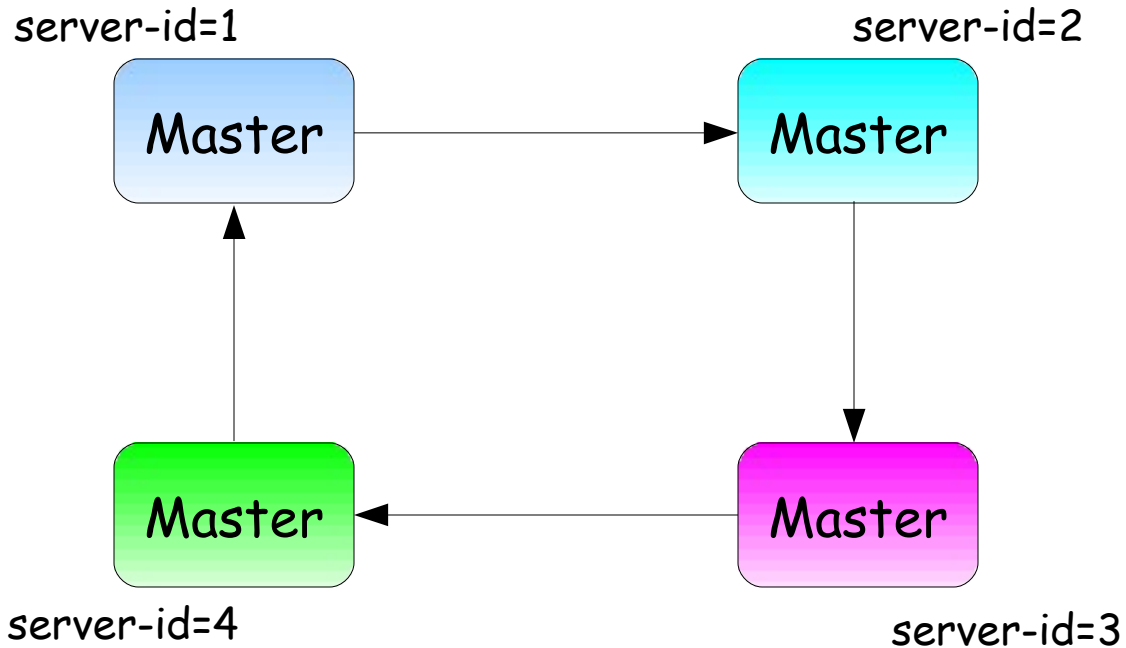 server-id=1
server-id=2
Master
Master
Master
Master
server-id=4
server-id=3